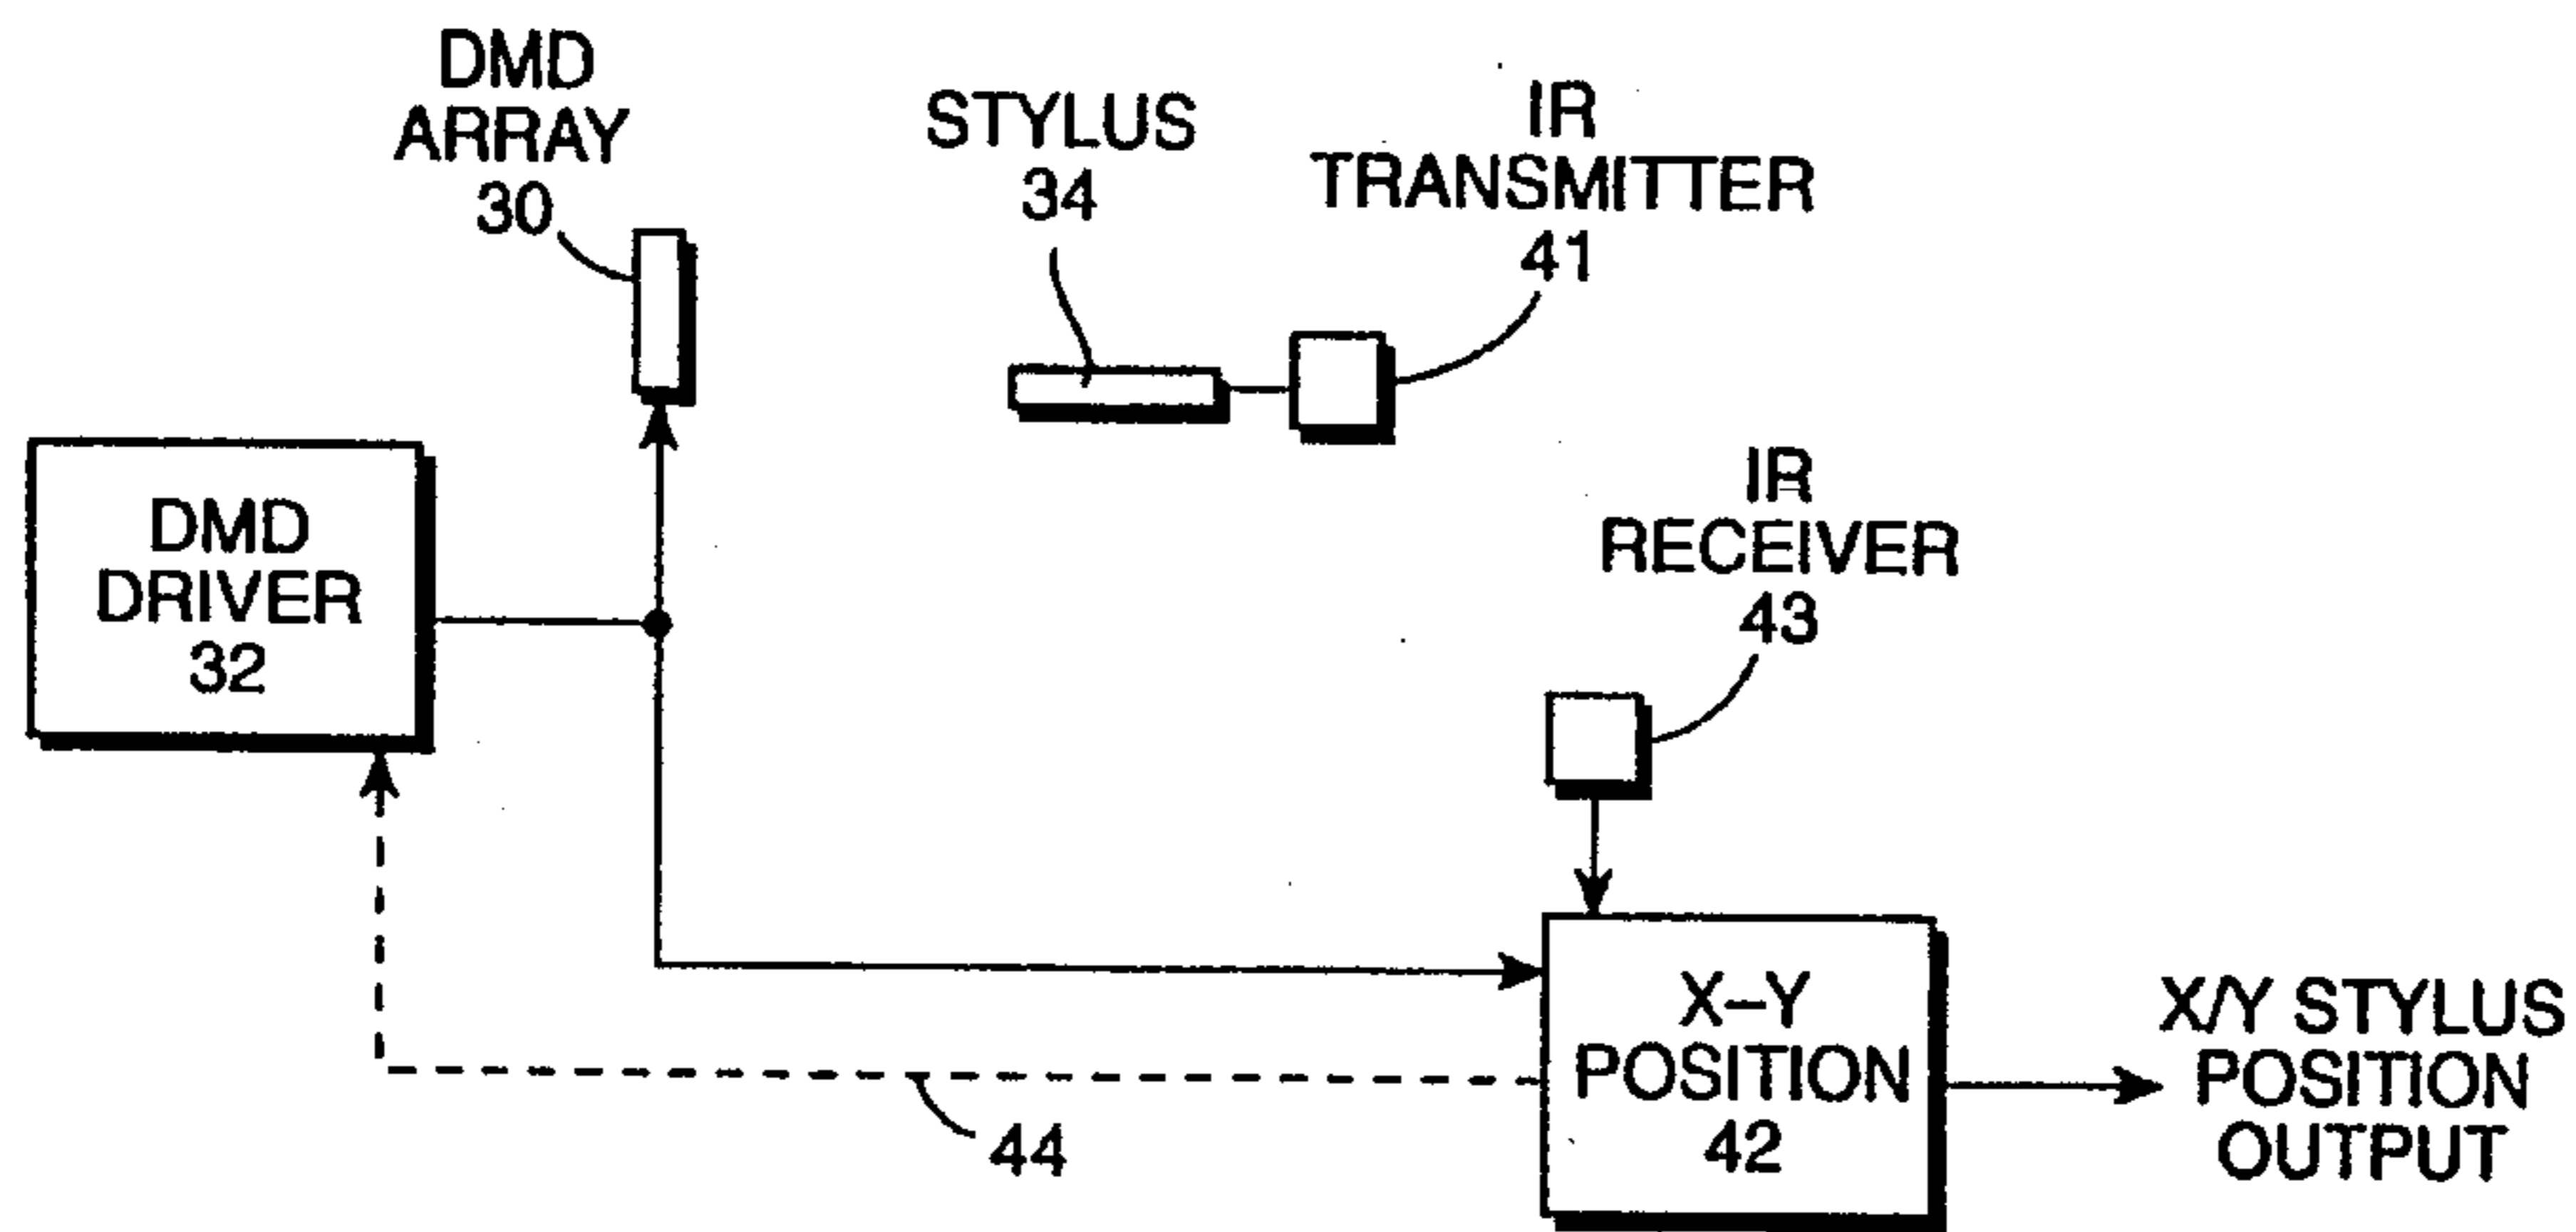 DMD
ARRAY
30
STYLUS
34
IR
TRANSMITTER
41
DMD
DRIVER
32
IR
RECEIVER
43
X-Y
POSITION
42
X/Y STYLUS
POSITION
OUTPUT
44